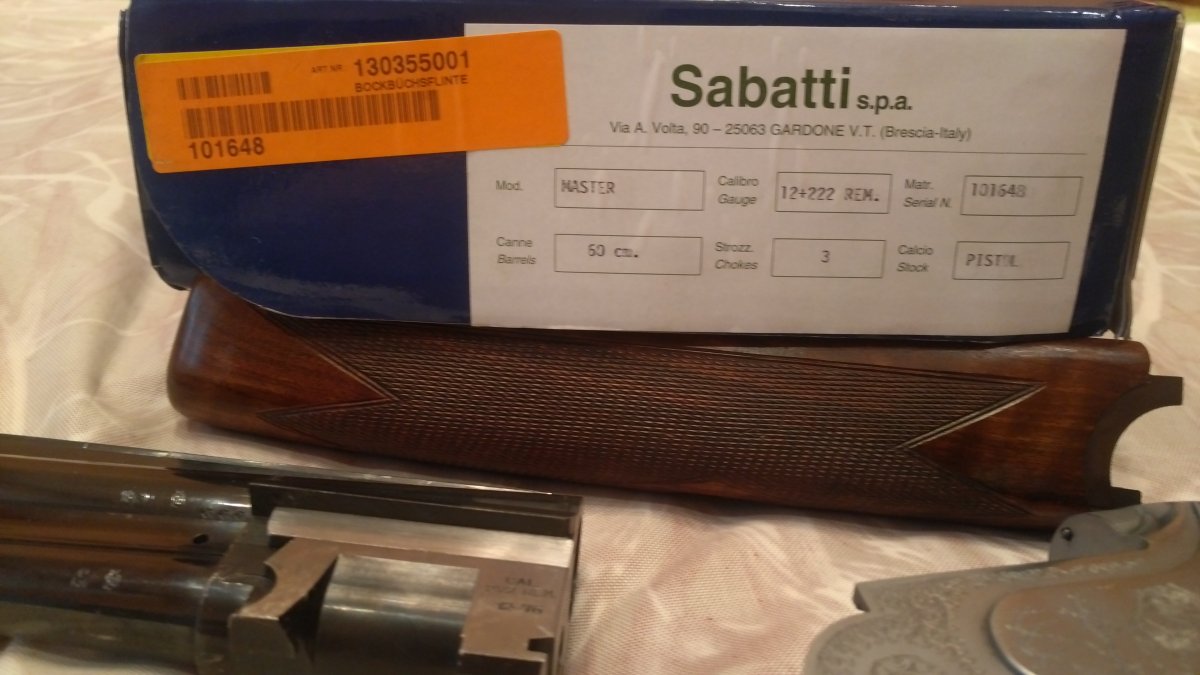 ART.NR. 130355001
BOCKBÜCHSFLINTE
101648
Sabatti s.p.a.
Via A. Volta, 90 – 25063 GARDONE V.T. (Brescia-Italy)
Mod. MASTER Calibro Gauge 12+222 REM. Matr. Serial N. 101648
Canne Barrels 60 cm. Strozz. Chokes 3 Calcio Stock PISTOL
CAL.